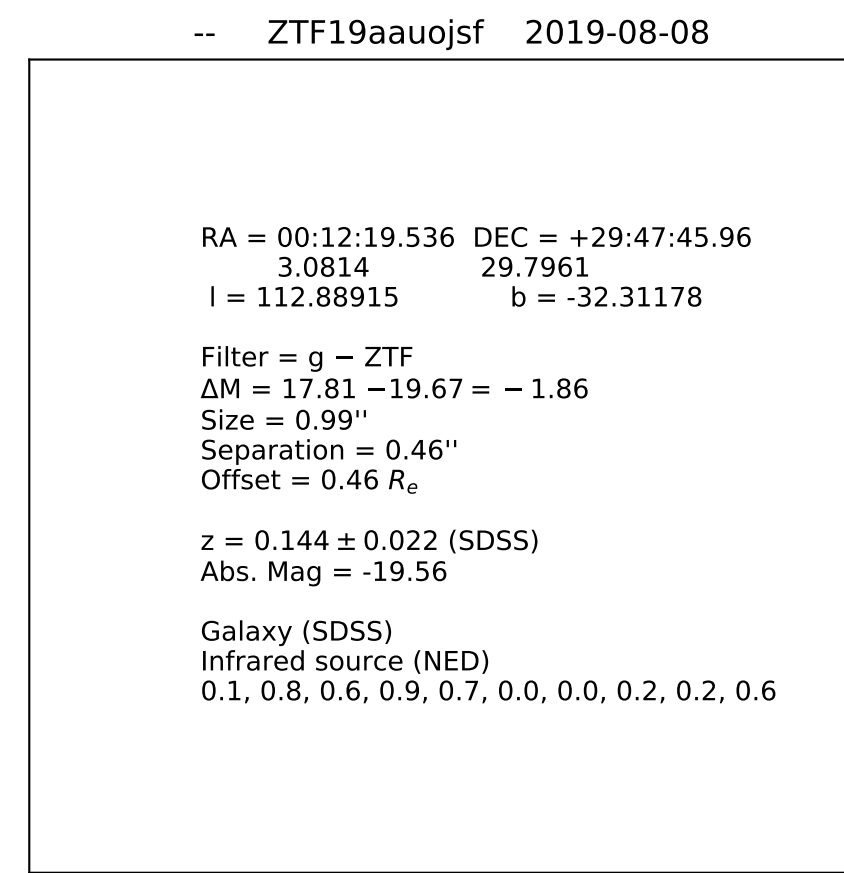 -- ZTF19aauojsf 2019-08-08
RA = 00:12:19.536 DEC = +29:47:45.96
3.0814 29.7961
l = 112.88915 b = -32.31178
Filter = g − ZTF
ΔM = 17.81 −19.67 = − 1.86
Size = 0.99''
Separation = 0.46''
Offset = 0.46 Re
z = 0.144 ± 0.022 (SDSS)
Abs. Mag = -19.56
Galaxy (SDSS)
Infrared source (NED)
0.1, 0.8, 0.6, 0.9, 0.7, 0.0, 0.0, 0.2, 0.2, 0.6